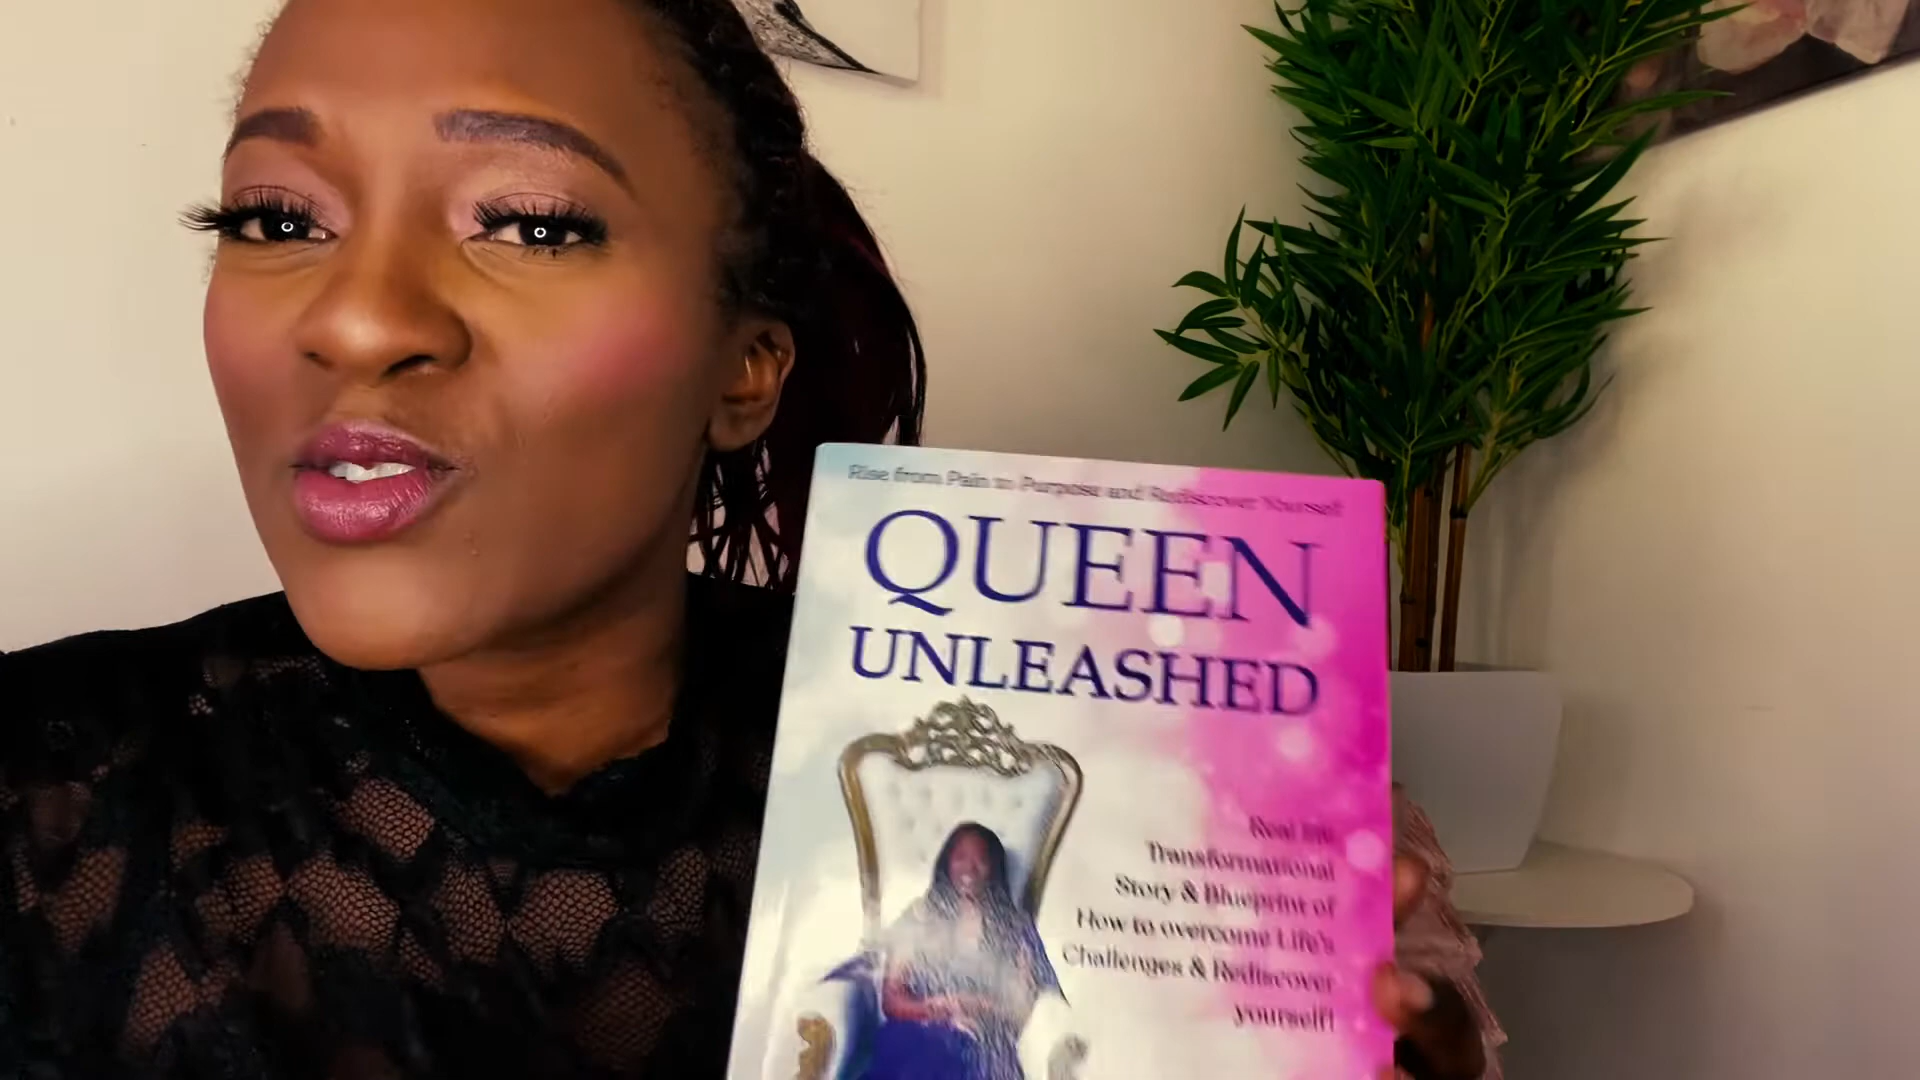 Rise from Pain to Purpose and Rediscover Yourself
QUEEN
UNLEASHED
Real life
Transformational
Story & Blueprint of
How to overcome Life's
Challenges & Rediscover
yourself!